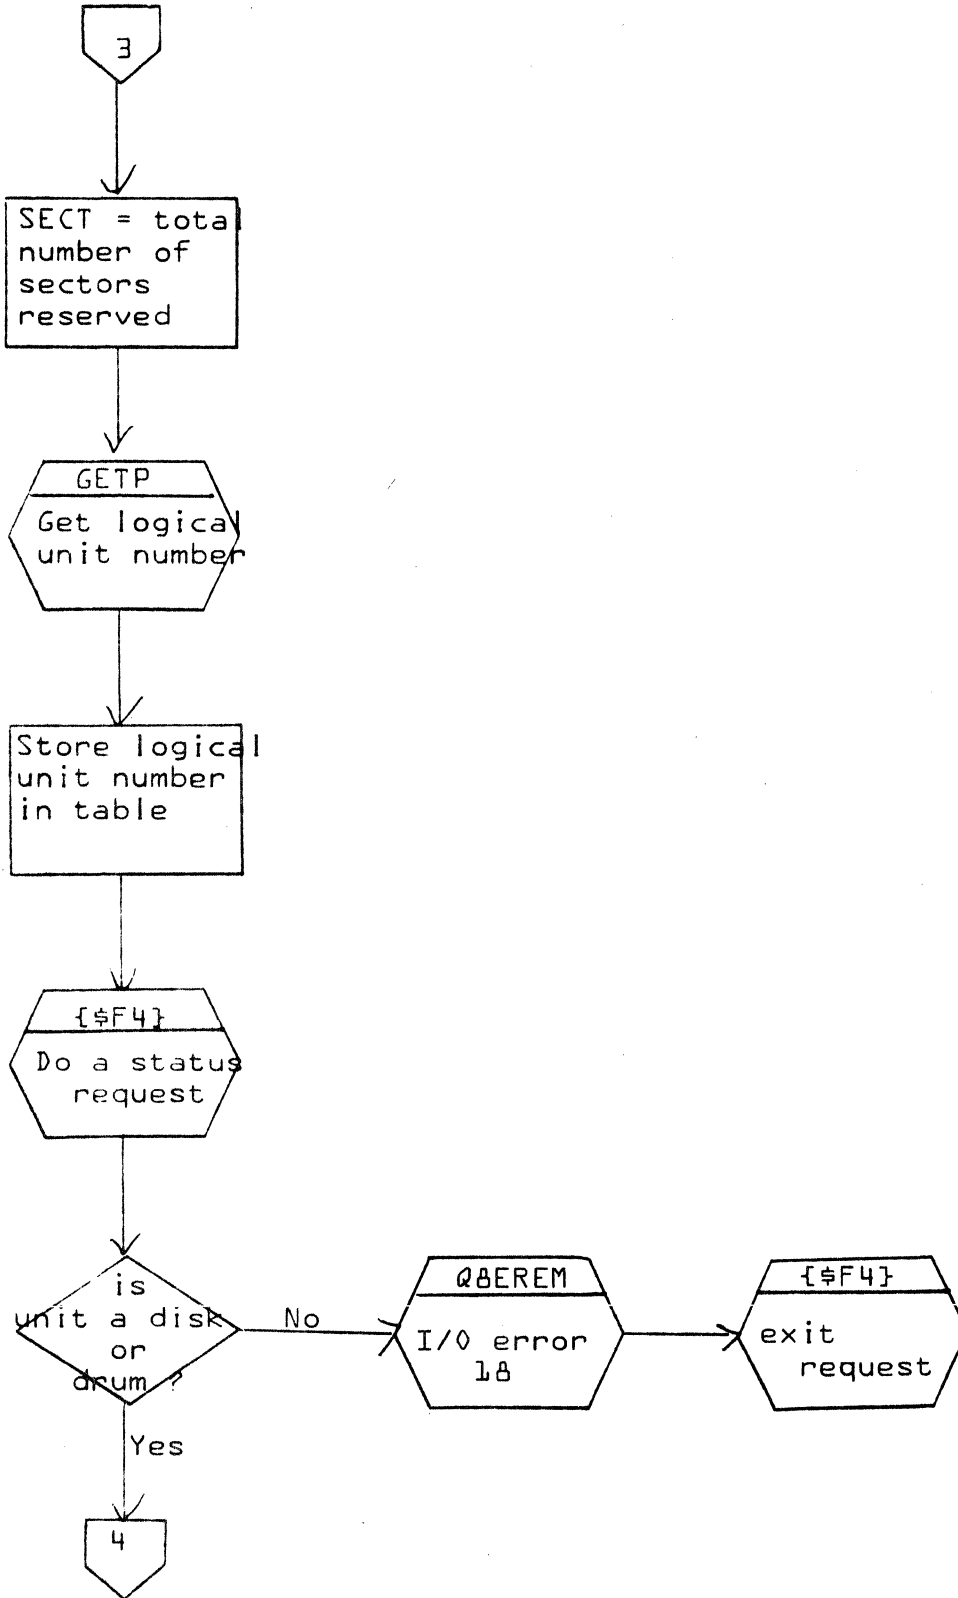 3
SECT = total
number of
sectors
reserved
GETP
Get logical
unit number
Store logical
unit number
in table
{$F4}
Do a status
request
is
unit a disk
or
drum ?
No
Q8EREM
I/O error
18
{$F4}
exit
request
Yes
4